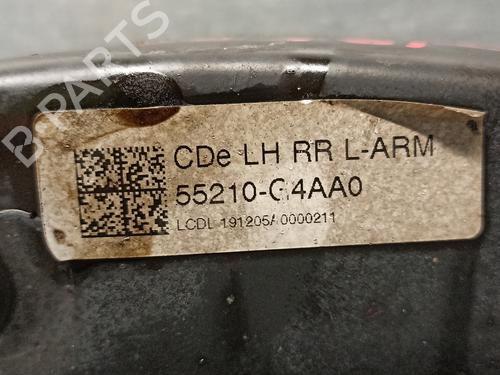 B-PARTS
CDe LH RR L-ARM
55210-G4AA0
LCDL 191205A0000211